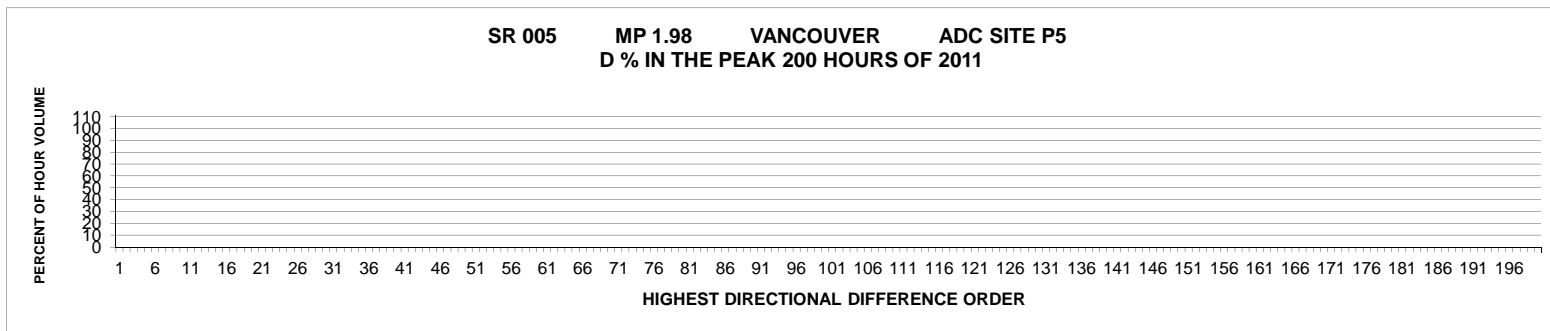 SR 005 MP 1.98 VANCOUVER ADC SITE P5
D % IN THE PEAK 200 HOURS OF 2011
PERCENT OF HOUR VOLUME
110
100
90
80
70
60
50
40
30
20
10
0
1 6 11 16 21 26 31 36 41 46 51 56 61 66 71 76 81 86 91 96 101 106 111 116 121 126 131 136 141 146 151 156 161 166 171 176 181 186 191 196
HIGHEST DIRECTIONAL DIFFERENCE ORDER